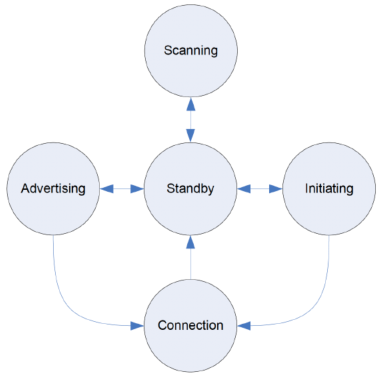 Scanning
Advertising
Standby
Initiating
Connection